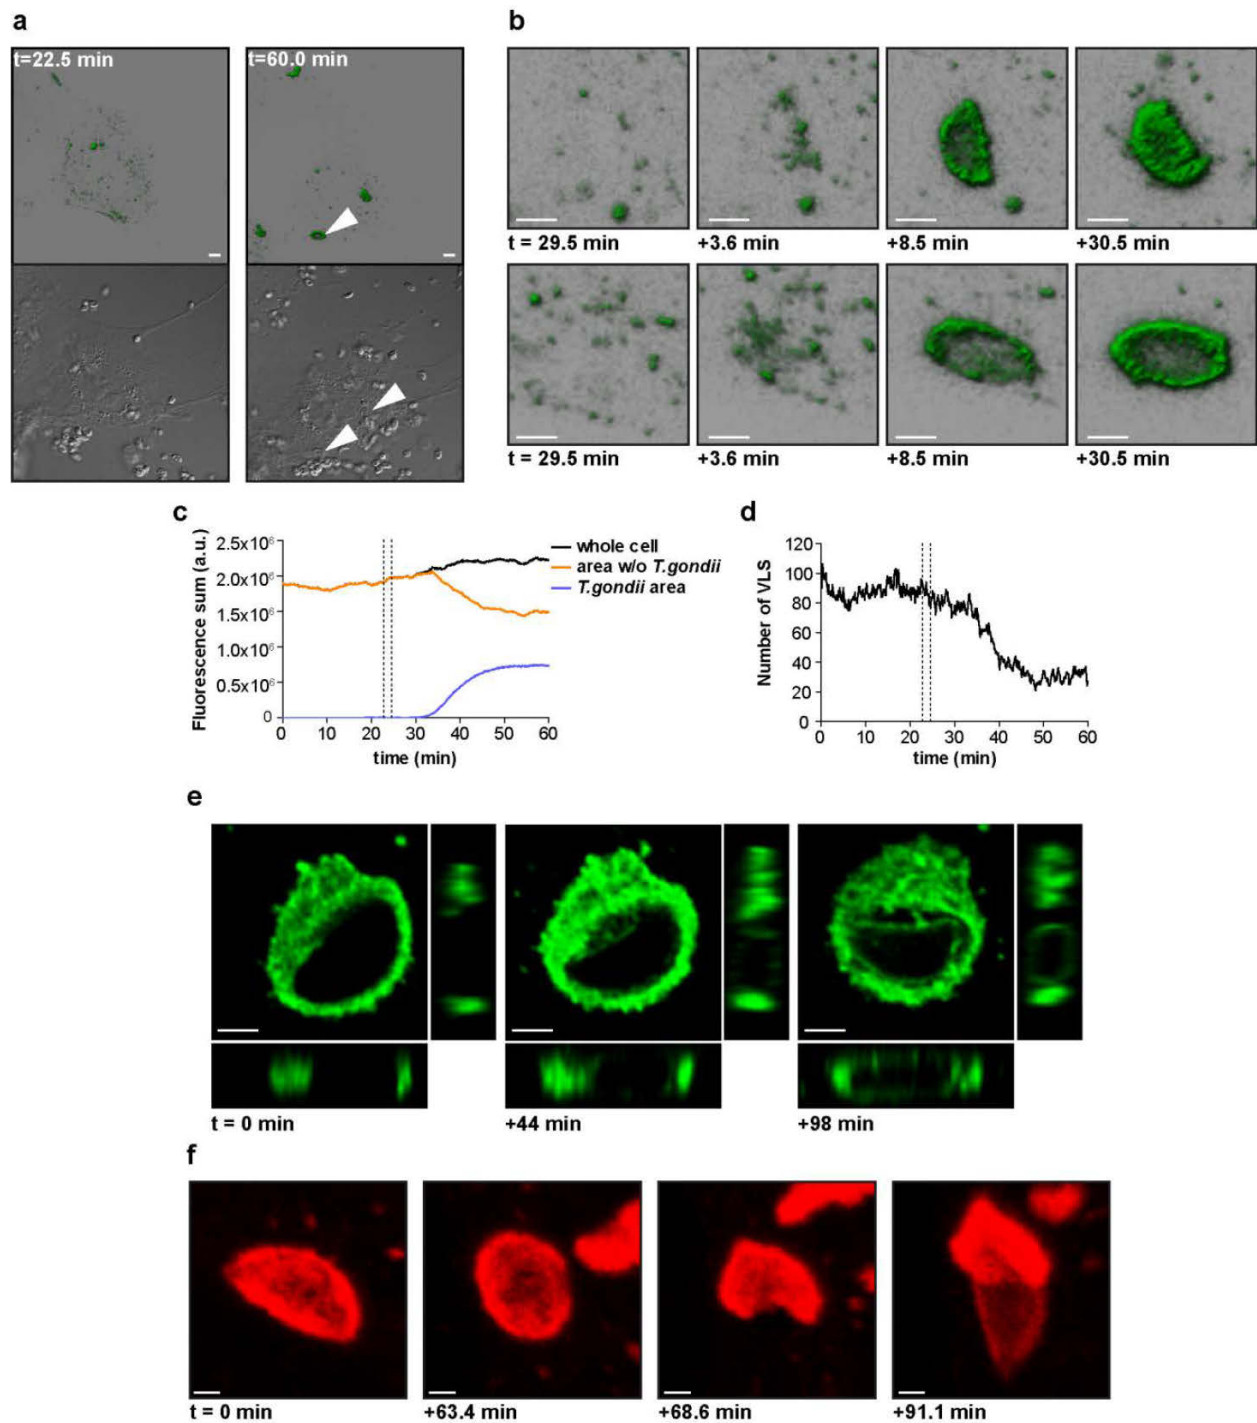 a
t=22.5 min
t=60.0 min
b
t = 29.5 min
+3.6 min
+8.5 min
+30.5 min
t = 29.5 min
+3.6 min
+8.5 min
+30.5 min
c
Fluorescence sum (a.u.)
2.5x10⁶
2.0x10⁶
1.5x10⁶
1.0x10⁶
0.5x10⁶
0
0 10 20 30 40 50 60
time (min)
whole cell
area w/o T.gondii
T.gondii area
d
Number of VLS
120
100
80
60
40
20
0
0 10 20 30 40 50 60
time (min)
e
t = 0 min
+44 min
+98 min
f
t = 0 min
+63.4 min
+68.6 min
+91.1 min